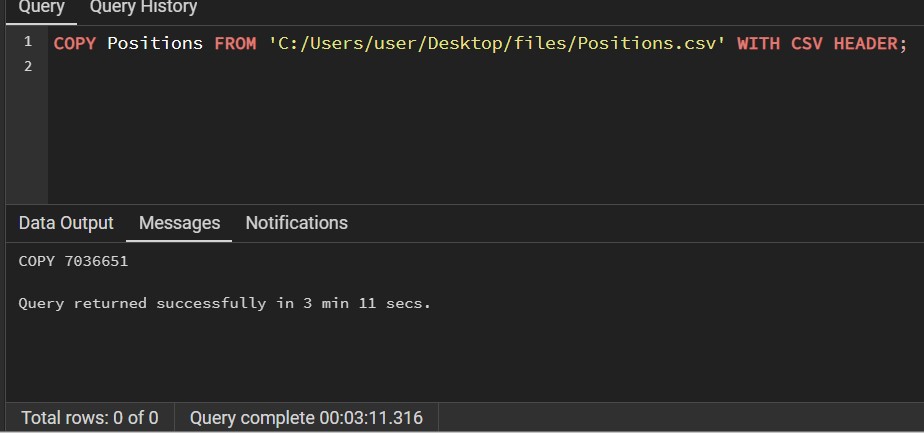 Query Query History
1 COPY Positions FROM 'C:/Users/user/Desktop/files/Positions.csv' WITH CSV HEADER;
2
Data Output Messages Notifications
COPY 7036651
Query returned successfully in 3 min 11 secs.
Total rows: 0 of 0 Query complete 00:03:11.316